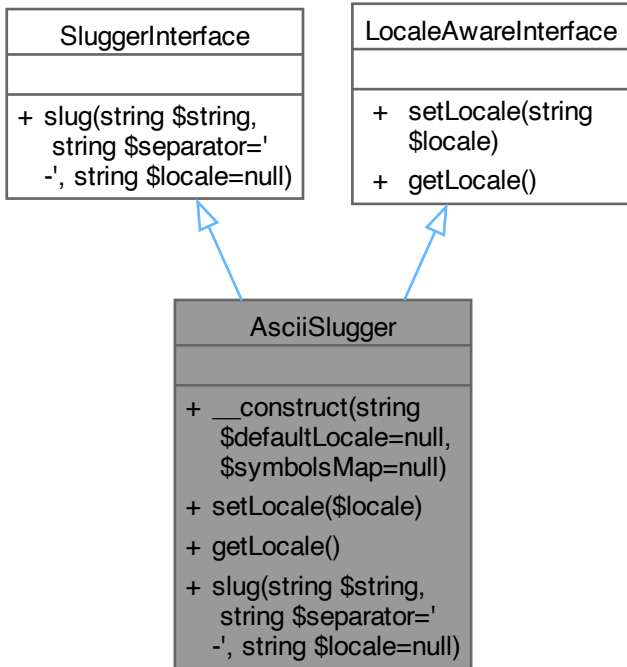 SluggerInterface
+ slug(string $string,
string $separator='
-', string $locale=null)
LocaleAwareInterface
+ setLocale(string
$locale)
+ getLocale()
AsciiSlugger
+ __construct(string
$defaultLocale=null,
$symbolsMap=null)
+ setLocale($locale)
+ getLocale()
+ slug(string $string,
string $separator='
-', string $locale=null)